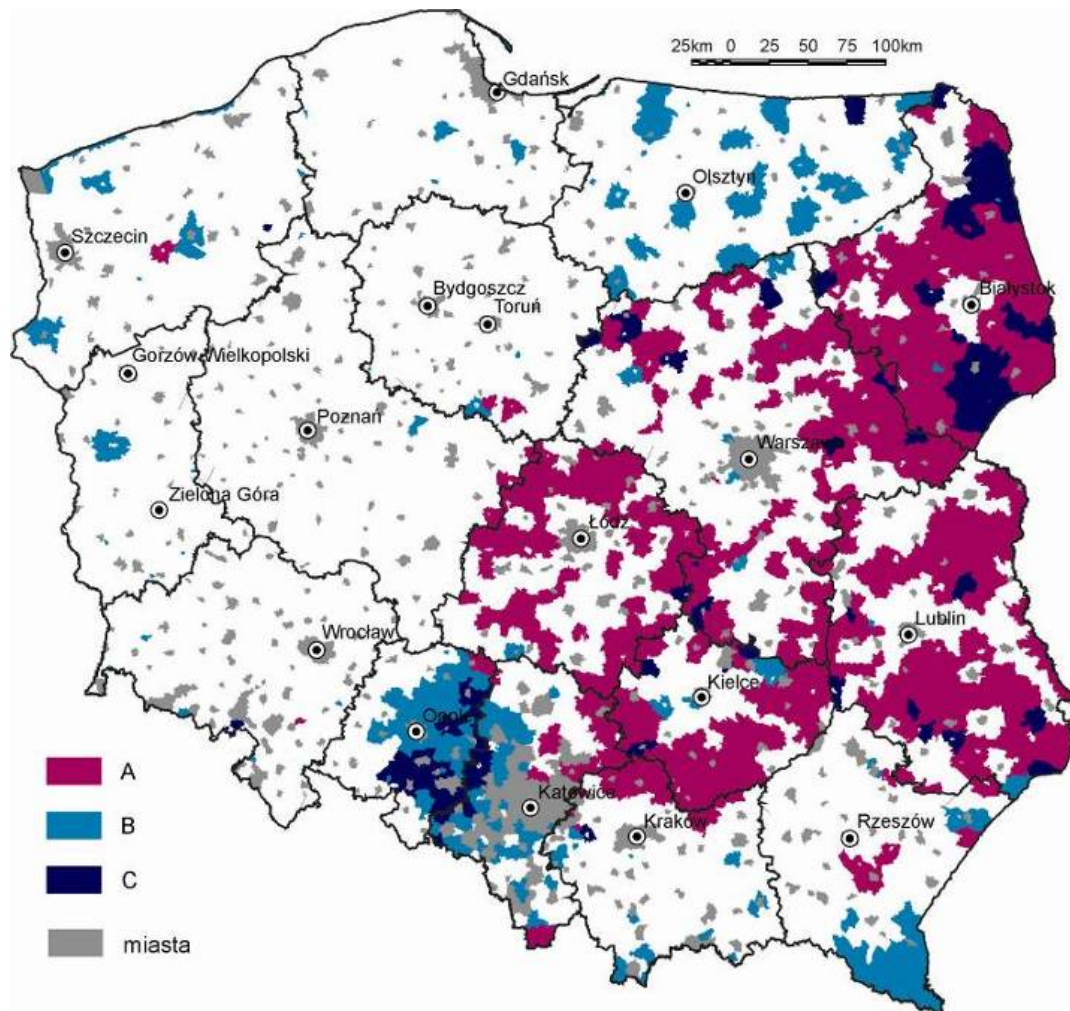 25km 0 25 50 75 100km
Gdańsk
Olsztyn
Szczecin
Bydgoszcz
Toruń
Białystok
Gorzów Wielkopolski
Poznań
Warszawa
Zielona Góra
Łódź
Wrocław
Lublin
Kielce
Opole
Katowice
Kraków
Rzeszów
A
B
C
miasta